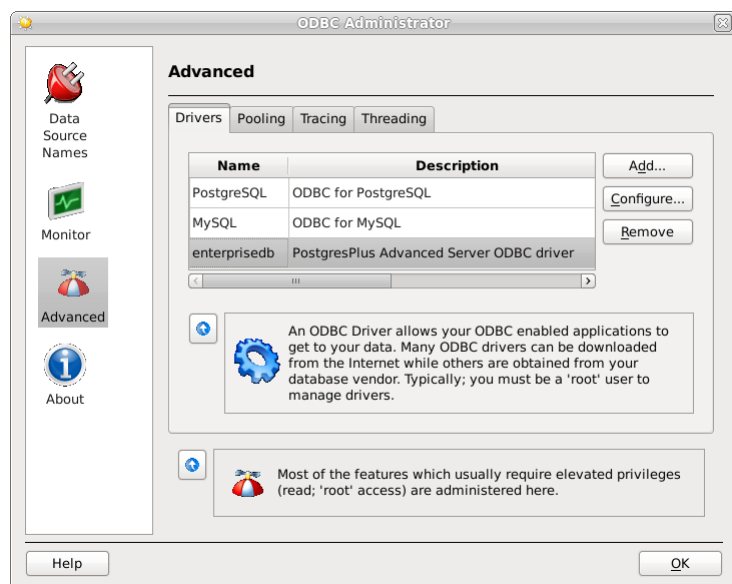 ODBC Administrator
Data
Source
Names
Monitor
Advanced
About
Advanced
Drivers Pooling Tracing Threading
Name Description
PostgreSQL ODBC for PostgreSQL
MySQL ODBC for MySQL
enterprisedb PostgresPlus Advanced Server ODBC driver
Add...
Configure...
Remove
An ODBC Driver allows your ODBC enabled applications to
get to your data. Many ODBC drivers can be downloaded
from the Internet while others are obtained from your
database vendor. Typically; you must be a 'root' user to
manage drivers.
Most of the features which usually require elevated privileges
(read; 'root' access) are administered here.
Help
OK